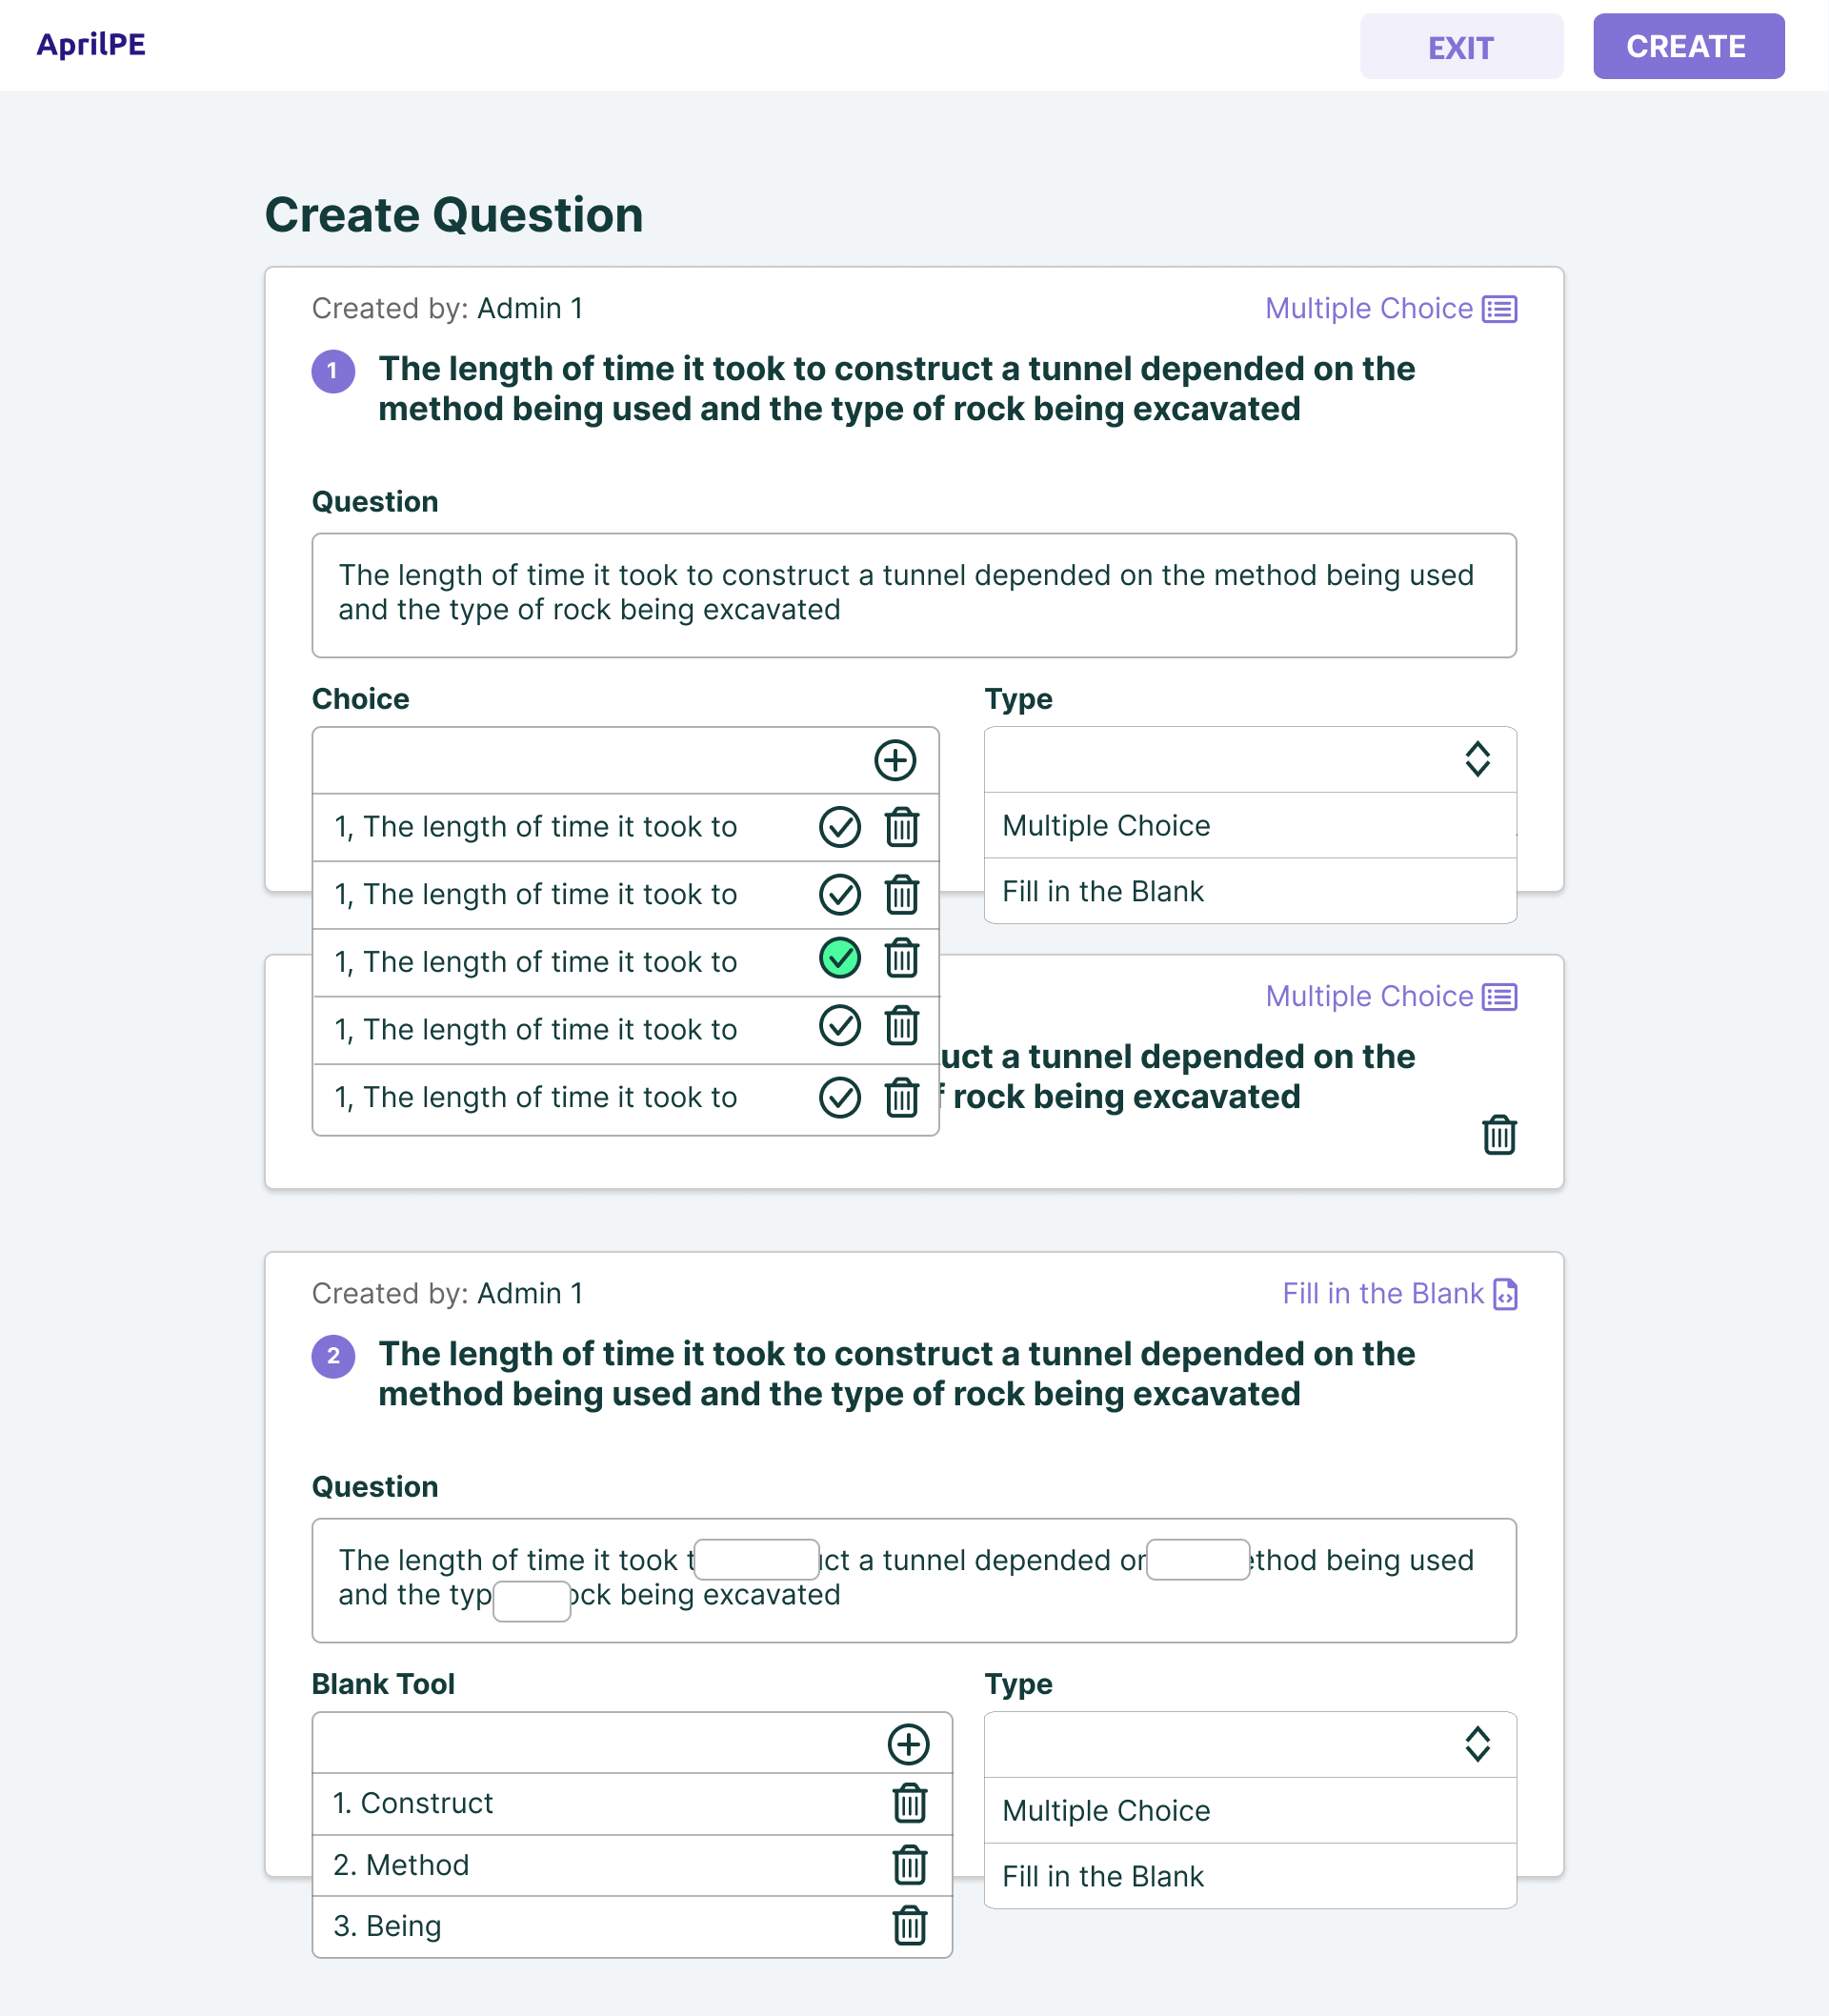 AprilPE
EXIT
CREATE
Create Question
Created by: Admin 1
Multiple Choice
1
The length of time it took to construct a tunnel depended on the
method being used and the type of rock being excavated
Question
The length of time it took to construct a tunnel depended on the method being used
and the type of rock being excavated
Choice
Type
1, The length of time it took to
1, The length of time it took to
1, The length of time it took to
1, The length of time it took to
1, The length of time it took to
Multiple Choice
Fill in the Blank
Multiple Choice
a tunnel depended on the
rock being excavated
Created by: Admin 1
Fill in the Blank
2
The length of time it took to construct a tunnel depended on the
method being used and the type of rock being excavated
Question
The length of time it took a tunnel depended being used
and the being excavated
Blank Tool
Type
1. Construct
2. Method
3. Being
Multiple Choice
Fill in the Blank